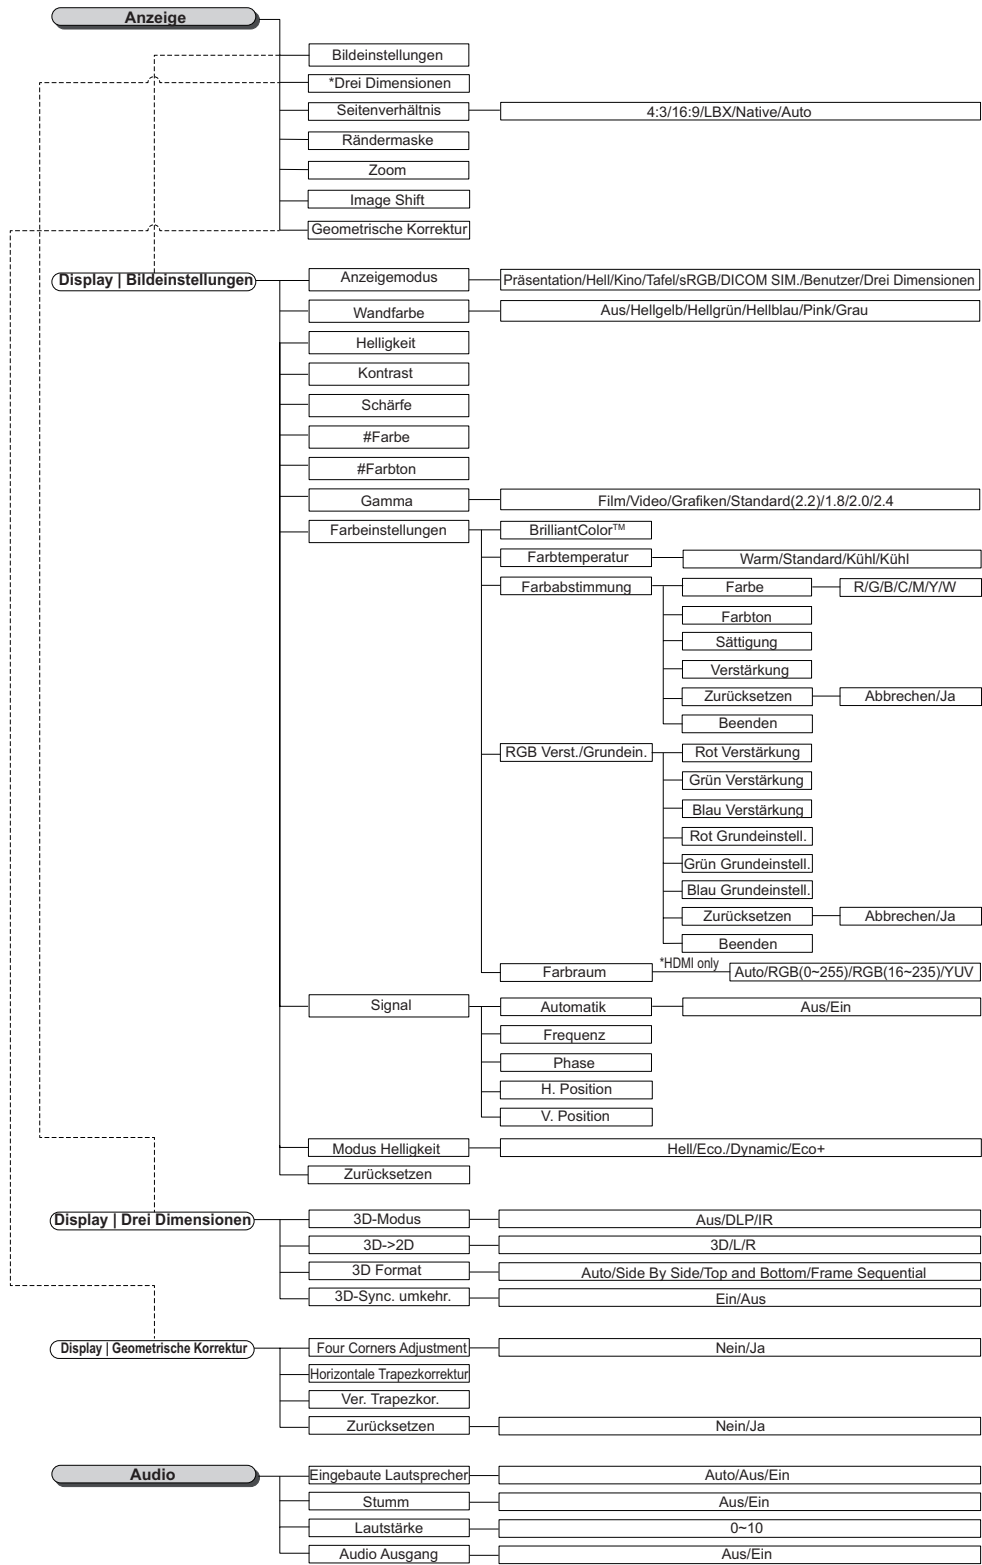 Anzeige
Bildeinstellungen
*Drei Dimensionen
Seitenverhältnis 4:3/16:9/LBX/Native/Auto
Rändermaske
Zoom
Image Shift
Geometrische Korrektur
Display | Bildeinstellungen Anzeigemodus Präsentation/Hell/Kino/Tafel/sRGB/DICOM SIM./Benutzer/Drei Dimensionen
Wandfarbe Aus/Hellgelb/Hellgrün/Hellblau/Pink/Grau
Helligkeit
Kontrast
Schärfe
#Farbe
#Farbton
Gamma Film/Video/Grafiken/Standard(2.2)/1.8/2.0/2.4
Farbeinstellungen BrilliantColor™
Farbtemperatur Warm/Standard/Kühl/Kühl
Farbabstimmung Farbe R/G/B/C/M/Y/W
Farbton
Sättigung
Verstärkung
Zurücksetzen Abbrechen/Ja
Beenden
RGB Verst./Grundein. Rot Verstärkung
Grün Verstärkung
Blau Verstärkung
Rot Grundeinstell.
Grün Grundeinstell.
Blau Grundeinstell.
Zurücksetzen Abbrechen/Ja
Beenden
Farbraum *HDMI only Auto/RGB(0~255)/RGB(16~235)/YUV
Signal Automatik Aus/Ein
Frequenz
Phase
H. Position
V. Position
Modus Helligkeit Hell/Eco./Dynamic/Eco+
Zurücksetzen
Display | Drei Dimensionen 3D-Modus Aus/DLP/IR
3D->2D 3D/L/R
3D Format Auto/Side By Side/Top and Bottom/Frame Sequential
3D-Sync. umkehr. Ein/Aus
Display | Geometrische Korrektur Four Corners Adjustment Nein/Ja
Horizontale Trapezkorrektur
Ver. Trapezkor.
Zurücksetzen Nein/Ja
Audio Eingebaute Lautsprecher Auto/Aus/Ein
Stumm Aus/Ein
Lautstärke 0~10
Audio Ausgang Aus/Ein